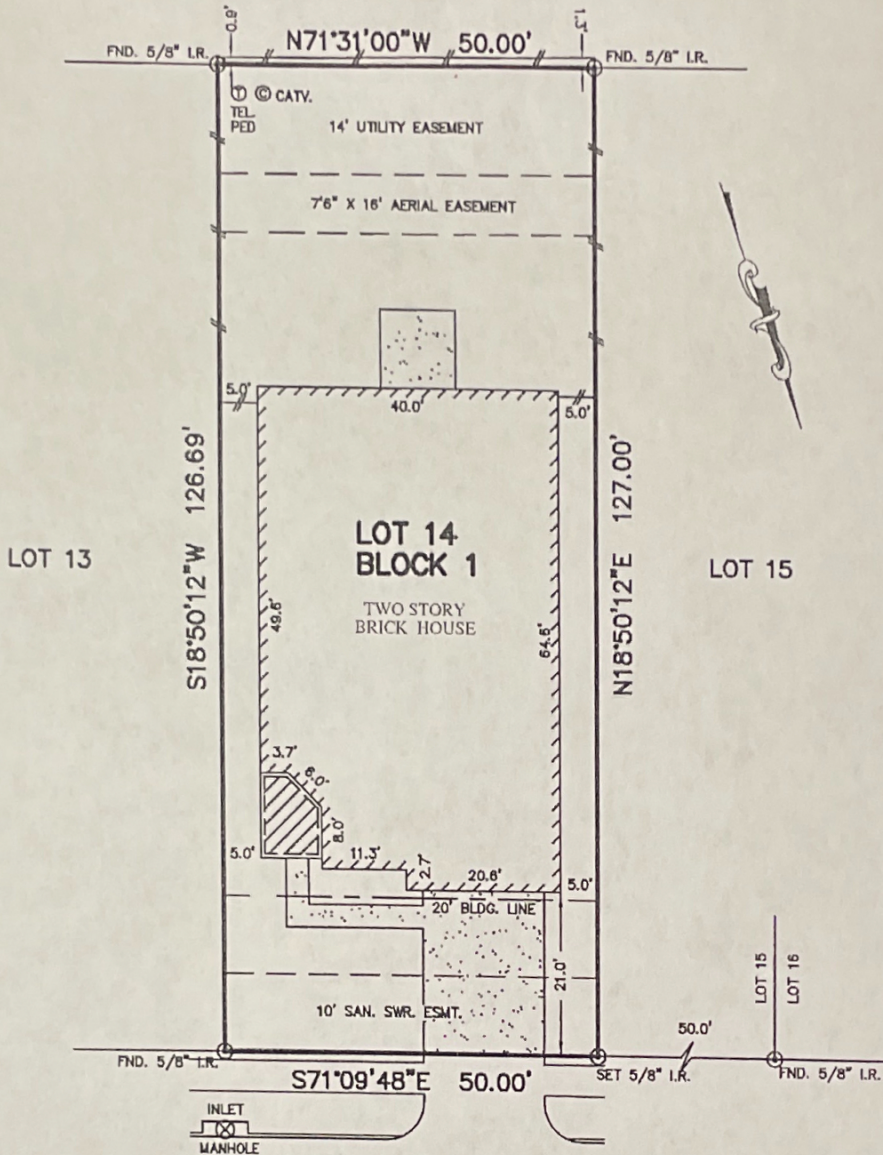 0.6'
1.3'
N71°31'00"W 50.00'
FND. 5/8" I.R.
FND. 5/8" I.R.
T C CATV.
TEL.
PED
14' UTILITY EASEMENT
7'6" X 16' AERIAL EASEMENT
5.0'
40.0'
5.0'
S18°50'12"W 126.69'
N18°50'12"E 127.00'
LOT 13
LOT 14
BLOCK 1
LOT 15
TWO STORY
BRICK HOUSE
49.6'
64.6'
3.7'
6.0'
8.0'
5.0'
11.3'
2.7'
20.6'
5.0'
20' BLDG. LINE
21.0'
10' SAN. SWR. ESMT.
LOT 15
LOT 16
50.0'
FND. 5/8" I.R.
S71°09'48"E 50.00'
SET 5/8" I.R.
FND. 5/8" I.R.
INLET
MANHOLE